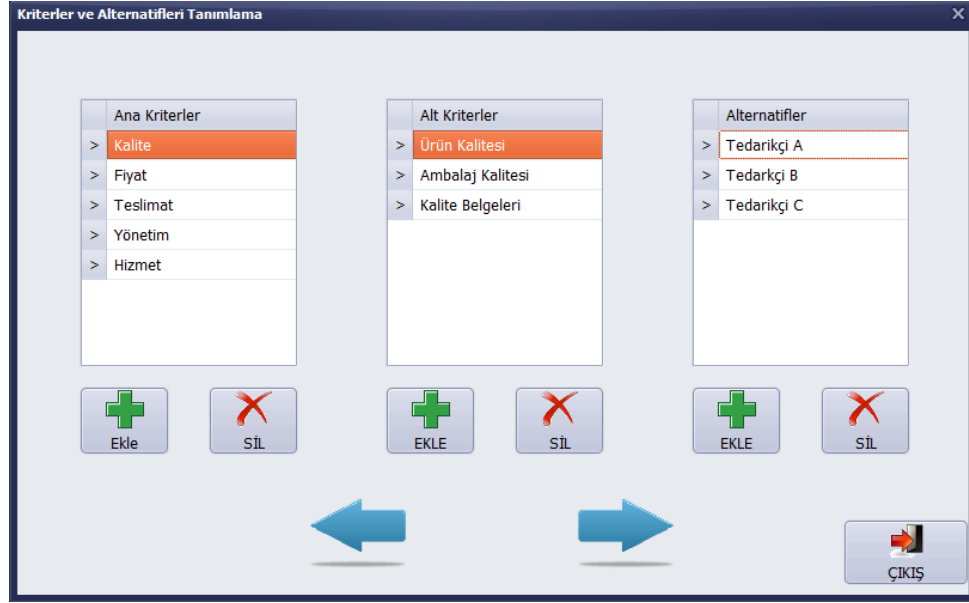 Kriterler ve Alternatifleri Tanımlama
Ana Kriterler
> Kalite
> Fiyat
> Teslimat
> Yönetim
> Hizmet
Ekle
SİL
Alt Kriterler
> Ürün Kalitesi
> Ambalaj Kalitesi
> Kalite Belgeleri
EKLE
SİL
Alternatifler
> Tedarikçi A
> Tedarkçi B
> Tedarikçi C
EKLE
SİL
ÇIKIŞ